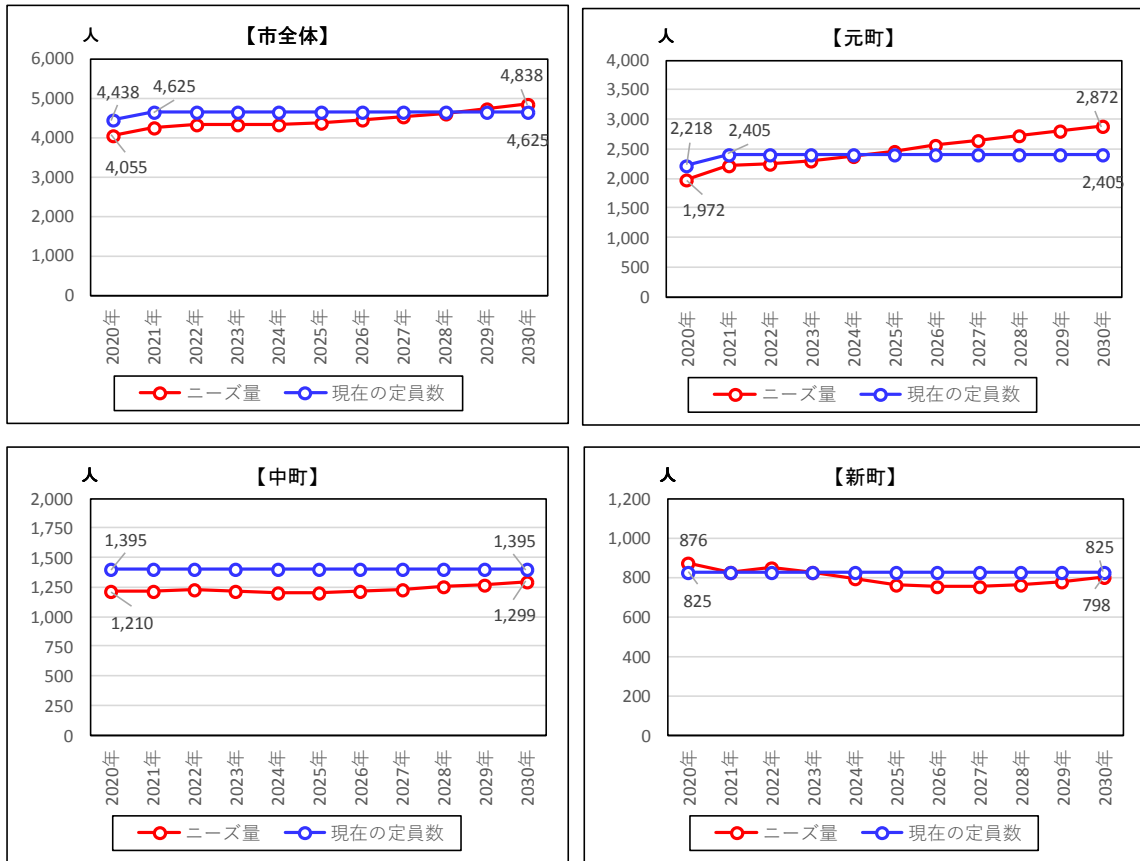 人
【市全体】
6,000
5,000
4,000
3,000
2,000
1,000
0
4,438
4,625
4,838
4,055
4,625
2020年
2021年
2022年
2023年
2024年
2025年
2026年
2027年
2028年
2029年
2030年
ニーズ量 現在の定員数
人
【元町】
4,000
3,500
3,000
2,500
2,000
1,500
1,000
500
0
2,218
2,405
2,872
1,972
2,405
2020年
2021年
2022年
2023年
2024年
2025年
2026年
2027年
2028年
2029年
2030年
ニーズ量 現在の定員数
人
【中町】
2,000
1,750
1,500
1,250
1,000
750
500
250
0
1,395
1,395
1,210
1,299
2020年
2021年
2022年
2023年
2024年
2025年
2026年
2027年
2028年
2029年
2030年
ニーズ量 現在の定員数
人
【新町】
1,200
1,000
800
600
400
200
0
876
825
825
798
2020年
2021年
2022年
2023年
2024年
2025年
2026年
2027年
2028年
2029年
2030年
ニーズ量 現在の定員数